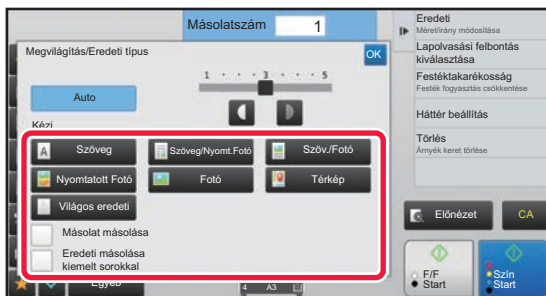 Másolatszám 1
Megvilágítás/Eredeti típus
OK
1 · · · 3 · · · 5
Auto
Kézi
Szöveg
Szöveg/Nyomt.Fotó
Szöv./Fotó
Nyomtatott Fotó
Fotó
Térkép
Világos eredeti
Másolat másolása
Eredeti másolása
kiemelt sorokkal
Egyéb
4 A3
Eredeti
Méret/irány módosítása
Lapolvasási felbontás
kiválasztása
Festéktakarékosság
Festék fogyasztás csökkentése
Háttér beállítás
Törlés
Árnyék keret törlése
Előnézet
CA
F/F
Start
Szín
Start